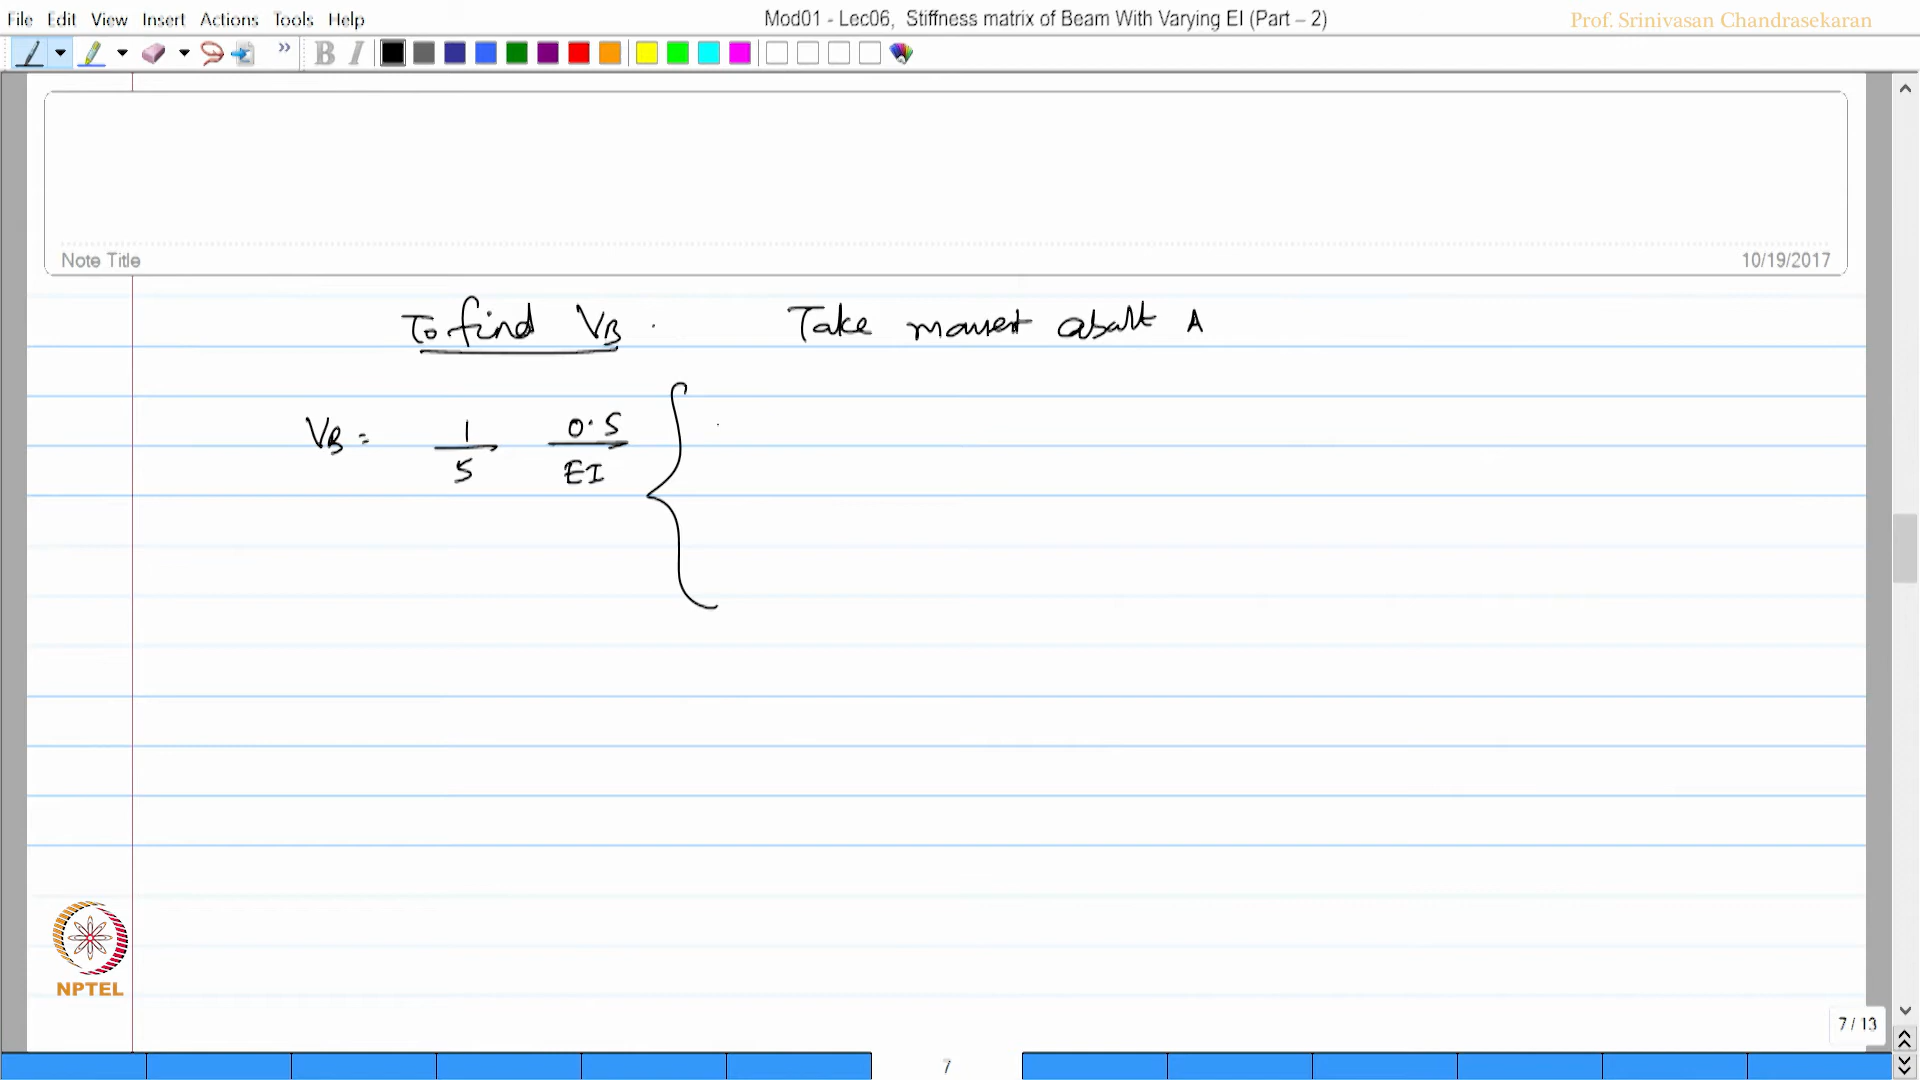 File Edit View Insert Actions Tools Help
Mod01 - Lec06, Stiffness matrix of Beam With Varying EI (Part – 2)
Prof. Srinivasan Chandrasekaran
Note Title
10/19/2017
To find VB. Take moment about A
VB = 1/5 0.5/EI {
NPTEL
7 / 13
7